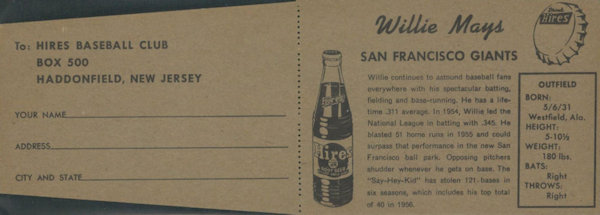 To: HIRES BASEBALL CLUB
BOX 500
HADDONFIELD, NEW JERSEY
YOUR NAME
ADDRESS
CITY AND STATE
Willie Mays
SAN FRANCISCO GIANTS
Willie continues to astound baseball fans
everywhere with his spectacular batting,
fielding and base-running. He has a life-
time .311 average. In 1954, Willie led the
National League in batting with .345. He
blasted 51 home runs in 1955 and could
surpass that performance in the new San
Francisco ball park. Opposing pitchers
shudder whenever he gets on base. The
"Say-Hey-Kid" has stolen 121 bases in
six seasons, which includes his top total
of 40 in 1956.
Hires
ROOT BEER
Drink
Hires
OUTFIELD
BORN:
5/6/31
Westfield, Ala.
HEIGHT:
5-10½
WEIGHT:
180 lbs.
BATS:
Right
THROWS:
Right